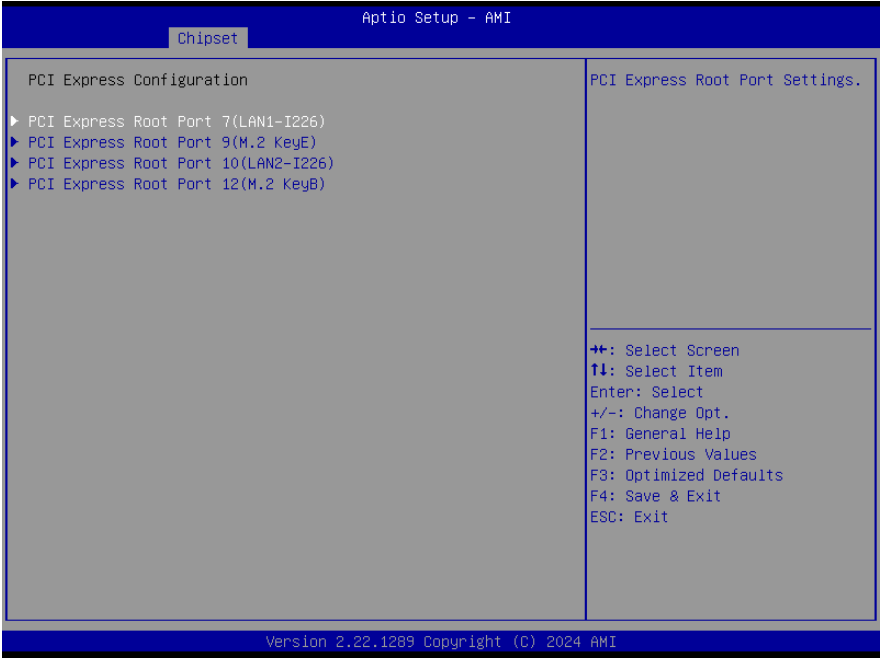 Aptio Setup – AMI
Chipset
PCI Express Configuration
PCI Express Root Port 7(LAN1-I226)
PCI Express Root Port 9(M.2 KeyE)
PCI Express Root Port 10(LAN2-I226)
PCI Express Root Port 12(M.2 KeyB)
PCI Express Root Port Settings.
→←: Select Screen
↑↓: Select Item
Enter: Select
+/-: Change Opt.
F1: General Help
F2: Previous Values
F3: Optimized Defaults
F4: Save & Exit
ESC: Exit
Version 2.22.1289 Copyright (C) 2024 AMI